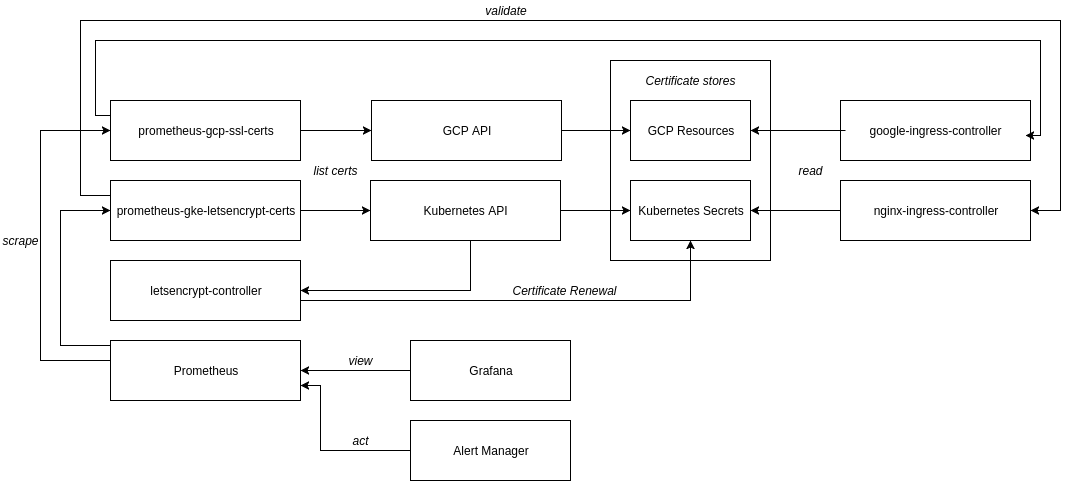 validate
Certificate stores
prometheus-gcp-ssl-certs
GCP API
GCP Resources
google-ingress-controller
list certs
read
prometheus-gke-letsencrypt-certs
Kubernetes API
Kubernetes Secrets
nginx-ingress-controller
scrape
letsencrypt-controller
Certificate Renewal
Prometheus
view
Grafana
act
Alert Manager